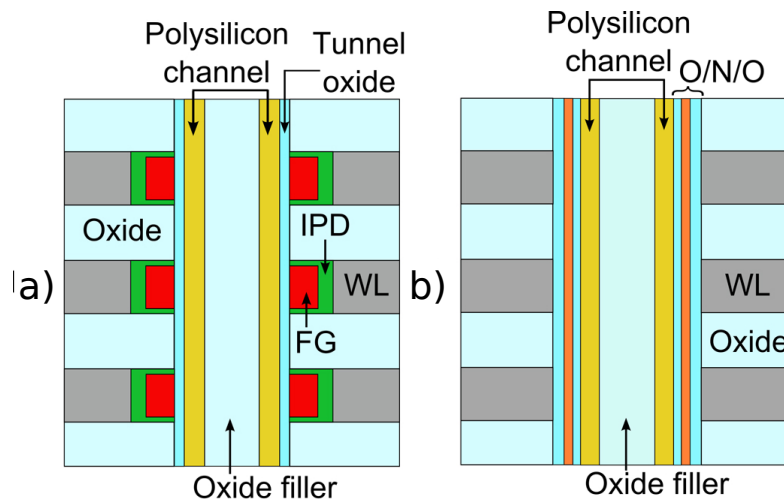 Polysilicon
channel
Tunnel
oxide
a)
Oxide
IPD
WL
FG
Oxide filler
Polysilicon
channel
O/N/O
b)
WL
Oxide
Oxide filler